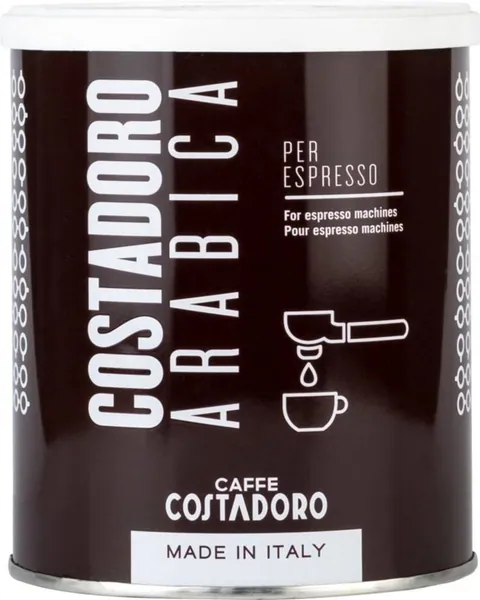 COSTADORO
ARABICA
PER
ESPRESSO
For espresso machines
Pour espresso machines
CAFFE
COSTADORO
MADE IN ITALY